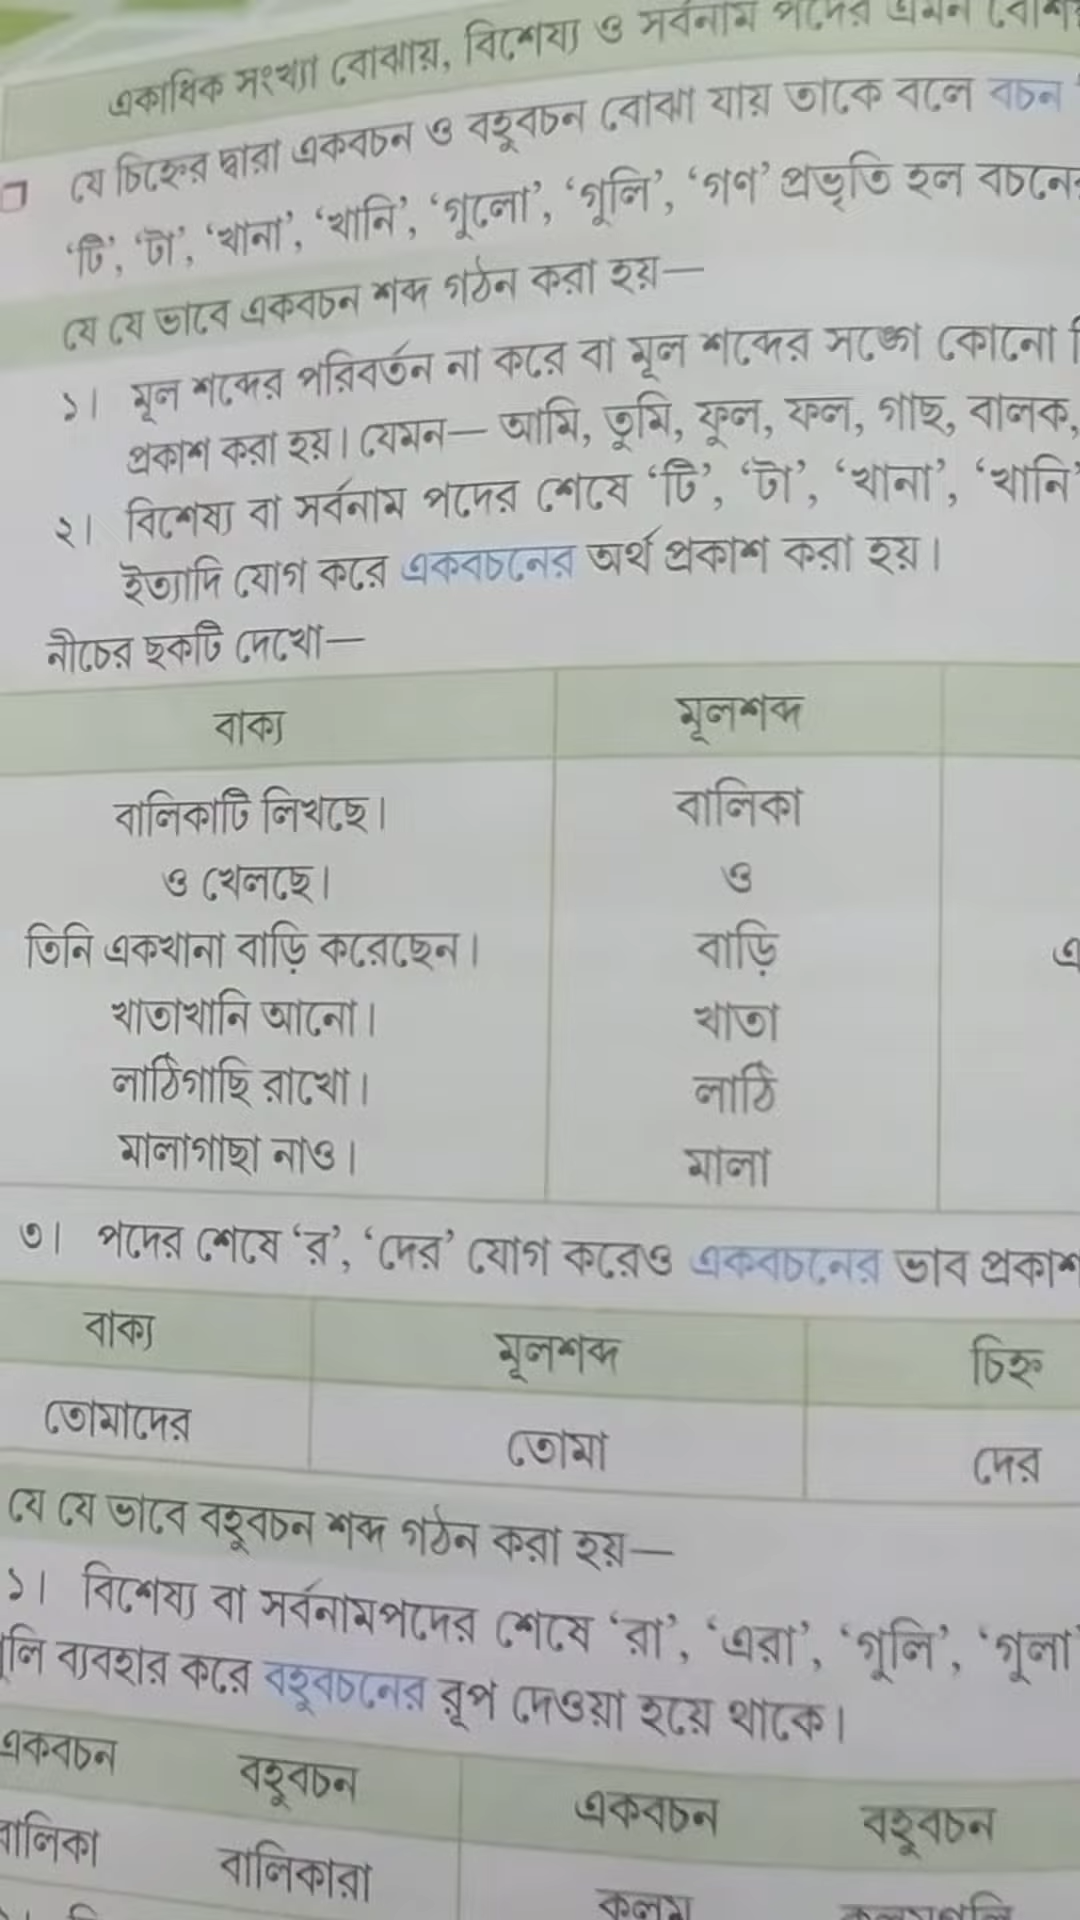 একাধিক সংখ্যা বোঝায়, বিশেষ্য ও সর্বনাম পদের এমন
যে চিহ্নের দ্বারা একবচন ও বহুবচন বোঝা যায় তাকে বলে বচন
‘টি’, ‘টা’, ‘খানা’, ‘খানি’, ‘গুলো’, ‘গুলি’, ‘গণ’ প্রভৃতি হল বচনের
যে যে ভাবে একবচন শব্দ গঠন করা হয়—
১। মূল শব্দের পরিবর্তন না করে বা মূল শব্দের সঙ্গে কোনো
প্রকাশ করা হয়। যেমন— আমি, তুমি, ফুল, ফল, গাছ, বালক,
২। বিশেষ্য বা সর্বনাম পদের শেষে ‘টি’, ‘টা’, ‘খানা’, ‘খানি’
ইত্যাদি যোগ করে একবচনের অর্থ প্রকাশ করা হয়।
নীচের ছকটি দেখো—
বাক্য মূলশব্দ
বালিকাটি লিখছে। বালিকা
ও খেলছে। ও
তিনি একখানা বাড়ি করেছেন। বাড়ি এ
খাতাখানি আনো। খাতা
লাঠিগাছি রাখো। লাঠি
মালাগাছা নাও। মালা
৩। পদের শেষে ‘র’, ‘দের’ যোগ করেও একবচনের ভাব প্রকাশ
বাক্য মূলশব্দ চিহ্ন
তোমাদের তোমা দের
যে যে ভাবে বহুবচন শব্দ গঠন করা হয়—
১। বিশেষ্য বা সর্বনামপদের শেষে ‘রা’, ‘এরা’, ‘গুলি’, ‘গুলা’
ব্যবহার করে বহুবচনের রূপ দেওয়া হয়ে থাকে।
একবচন বহুবচন একবচন বহুবচন
বালিকা বালিকারা কলম